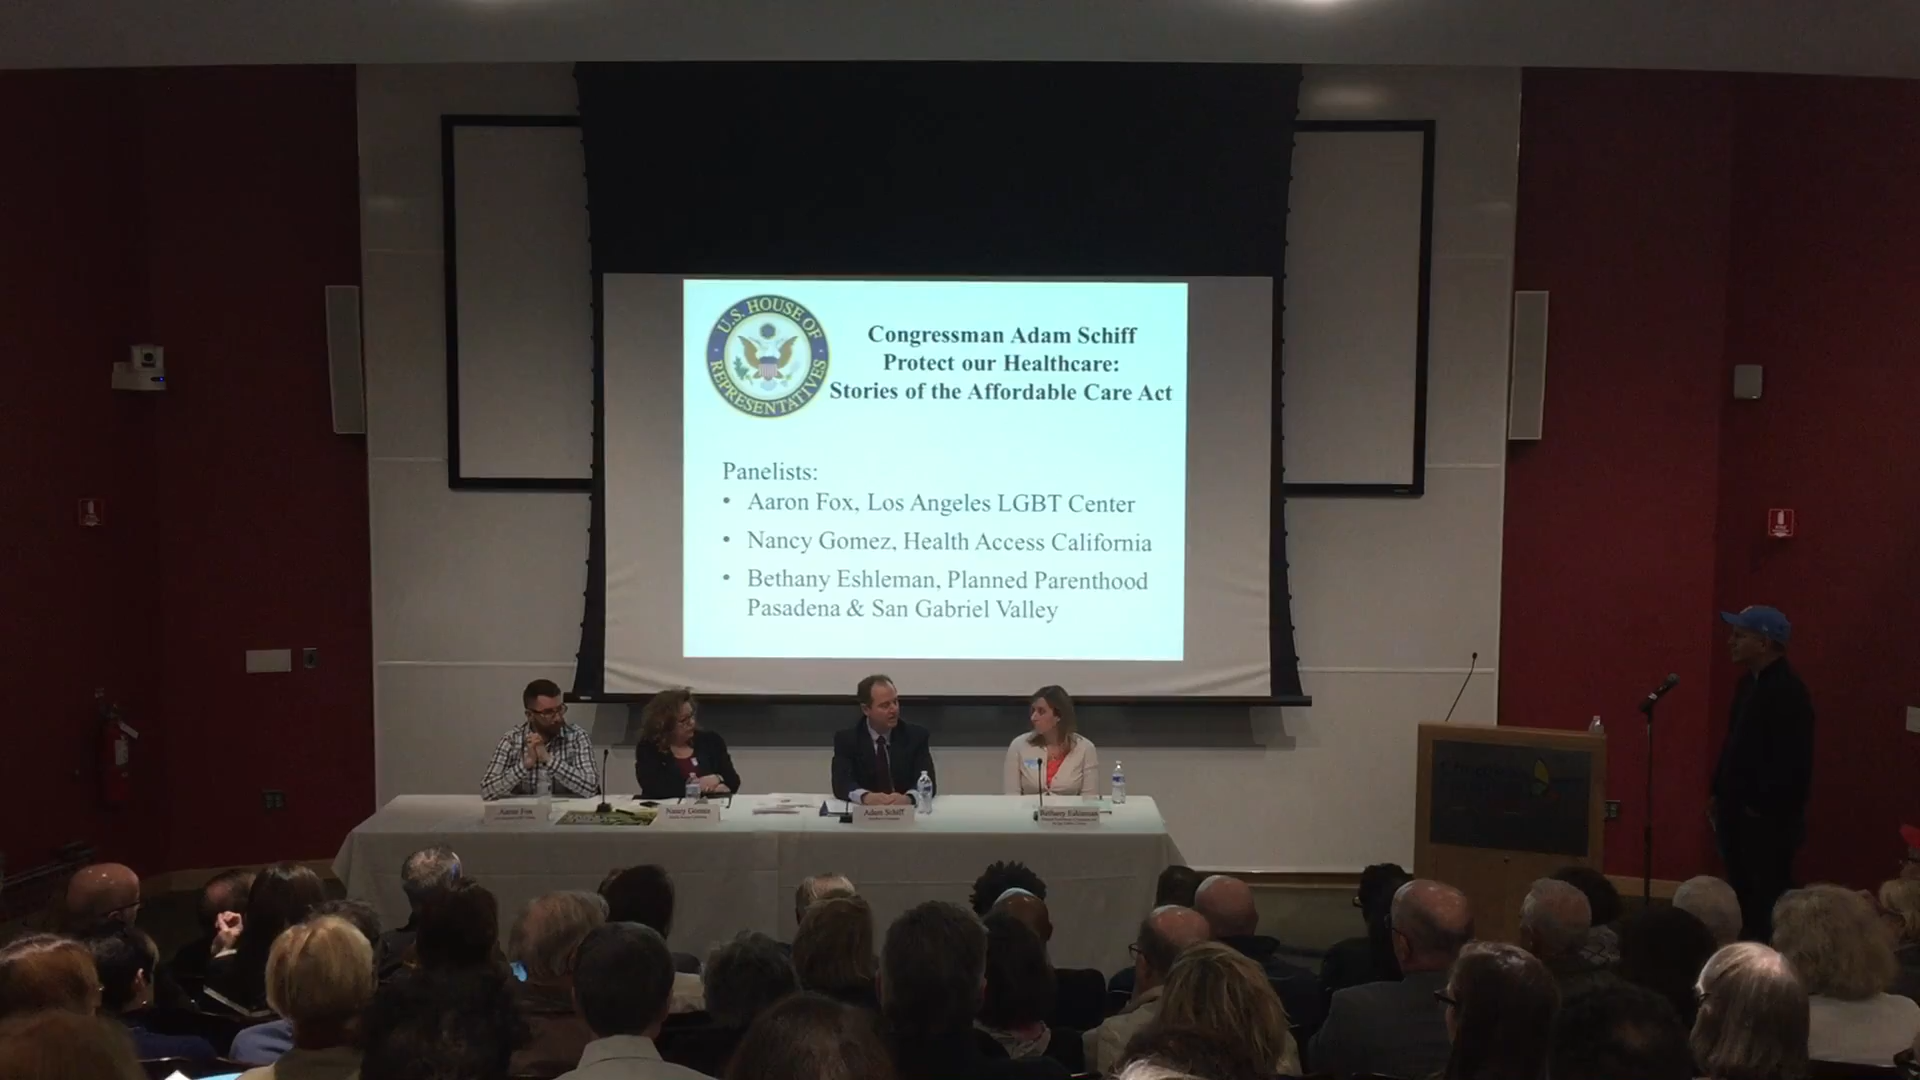 U.S. HOUSE OF
REPRESENTATIVES
Congressman Adam Schiff
Protect our Healthcare:
Stories of the Affordable Care Act
Panelists:
• Aaron Fox, Los Angeles LGBT Center
• Nancy Gomez, Health Access California
• Bethany Eshleman, Planned Parenthood
Pasadena & San Gabriel Valley
Aaron Fox
Nancy Gomez
Adam Schiff
Bethany Eshleman